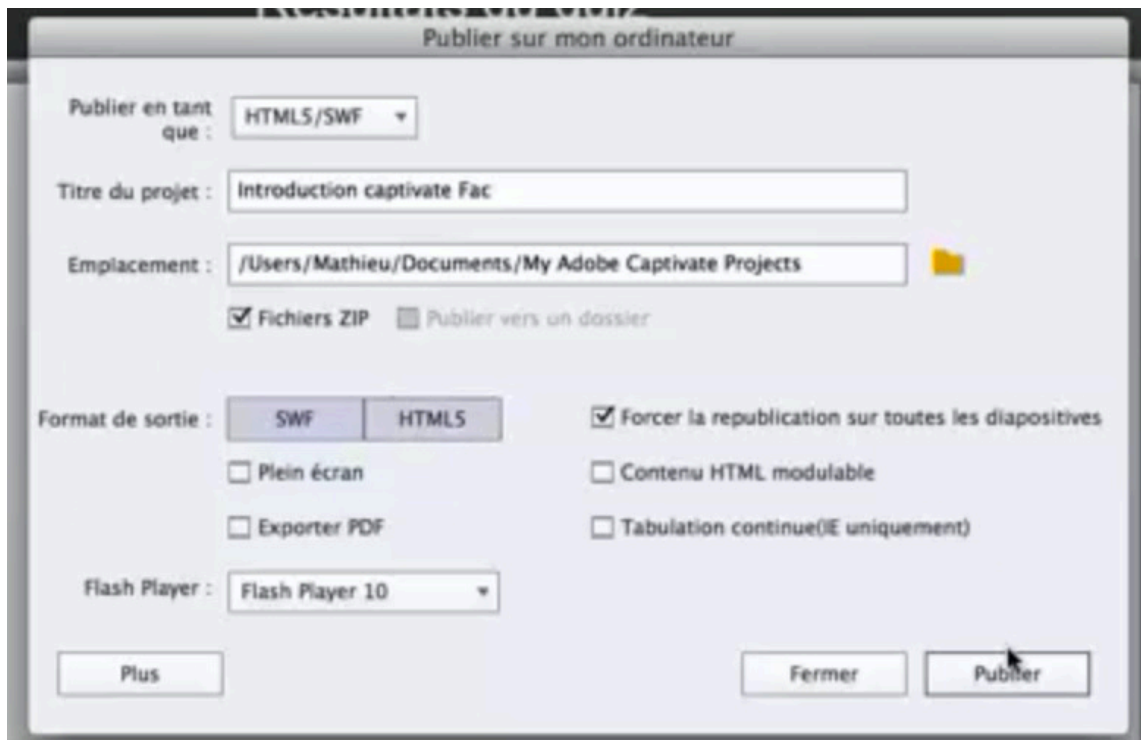 Résultats du quiz
Publier sur mon ordinateur
Publier en tant
que :
HTML5/SWF
Titre du projet :
Introduction captivate Fac
Emplacement :
/Users/Mathieu/Documents/My Adobe Captivate Projects
Fichiers ZIP
Publier vers un dossier
Format de sortie :
SWF
HTML5
Forcer la republication sur toutes les diapositives
Plein écran
Contenu HTML modulable
Exporter PDF
Tabulation continue(IE uniquement)
Flash Player :
Flash Player 10
Plus
Fermer
Publier